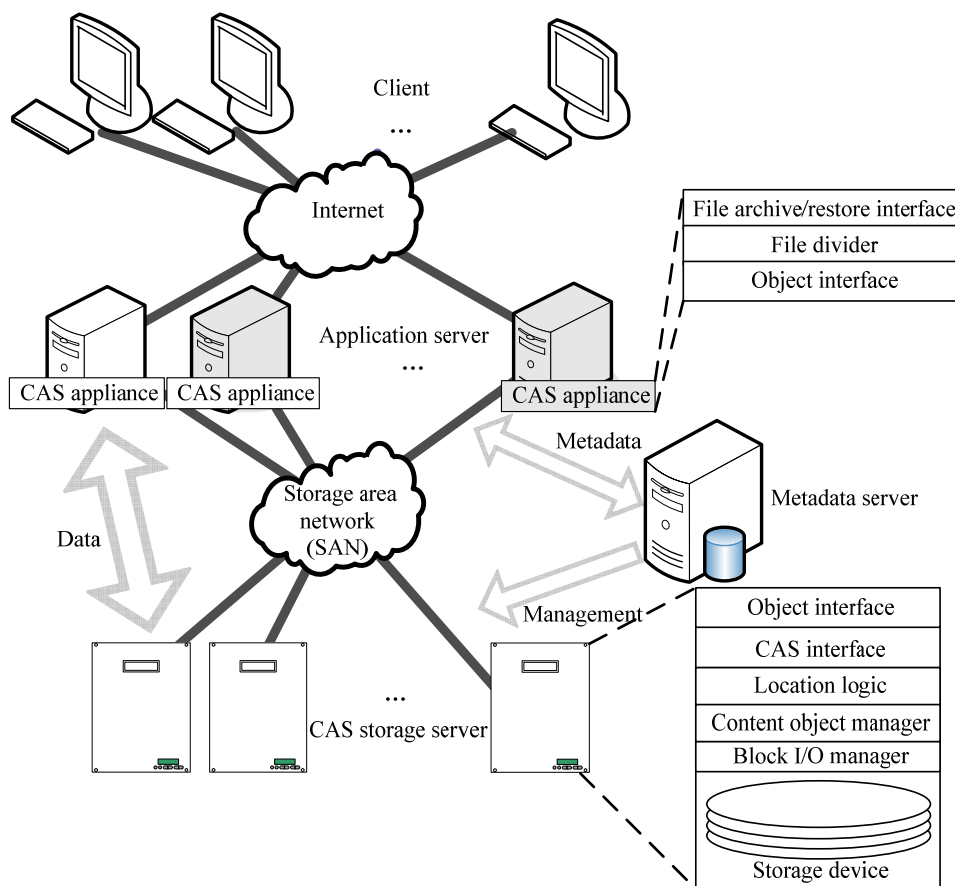 Client
...
Internet
File archive/restore interface
File divider
Object interface
Application server
...
CAS appliance
CAS appliance
CAS appliance
Metadata
Storage area
network
(SAN)
Metadata server
Data
Management
Object interface
CAS interface
Location logic
Content object manager
Block I/O manager
Storage device
...
CAS storage server